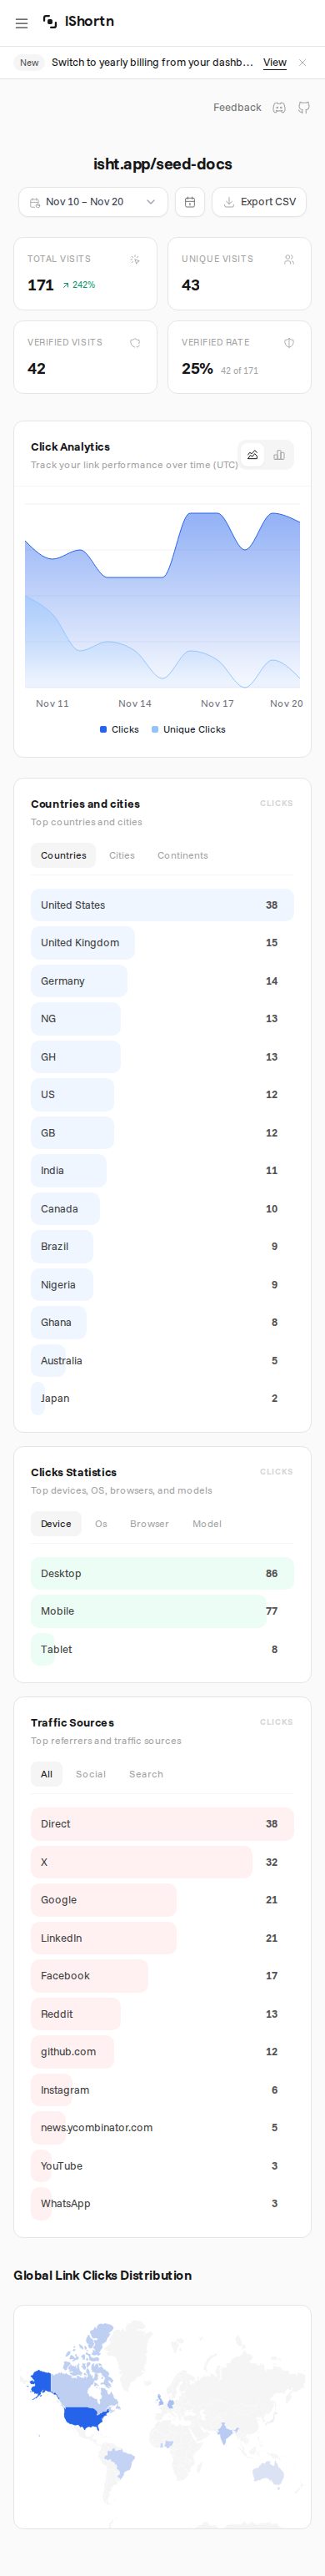 IShortn
New Switch to yearly billing from your dashb... View
Feedback
isht.app/seed-docs
Nov 10 – Nov 20
Export CSV
TOTAL VISITS
171 242%
UNIQUE VISITS
43
VERIFIED VISITS
42
VERIFIED RATE
25% 42 of 171
Click Analytics
Track your link performance over time (UTC)
Nov 11 Nov 14 Nov 17 Nov 20
Clicks Unique Clicks
Countries and cities CLICKS
Top countries and cities
Countries Cities Continents
United States 38
United Kingdom 15
Germany 14
NG 13
GH 13
US 12
GB 12
India 11
Canada 10
Brazil 9
Nigeria 9
Ghana 8
Australia 5
Japan 2
Clicks Statistics CLICKS
Top devices, OS, browsers, and models
Device Os Browser Model
Desktop 86
Mobile 77
Tablet 8
Traffic Sources CLICKS
Top referrers and traffic sources
All Social Search
Direct 38
X 32
Google 21
LinkedIn 21
Facebook 17
Reddit 13
github.com 12
Instagram 6
news.ycombinator.com 5
YouTube 3
WhatsApp 3
Global Link Clicks Distribution